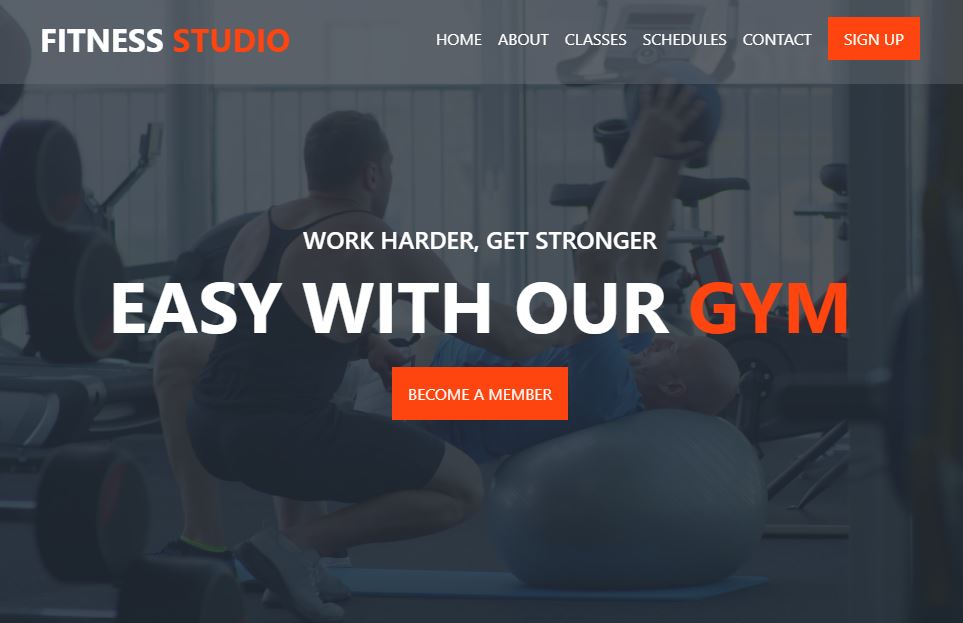 FITNESS STUDIO
HOME ABOUT CLASSES SCHEDULES CONTACT SIGN UP
WORK HARDER, GET STRONGER
EASY WITH OUR GYM
BECOME A MEMBER